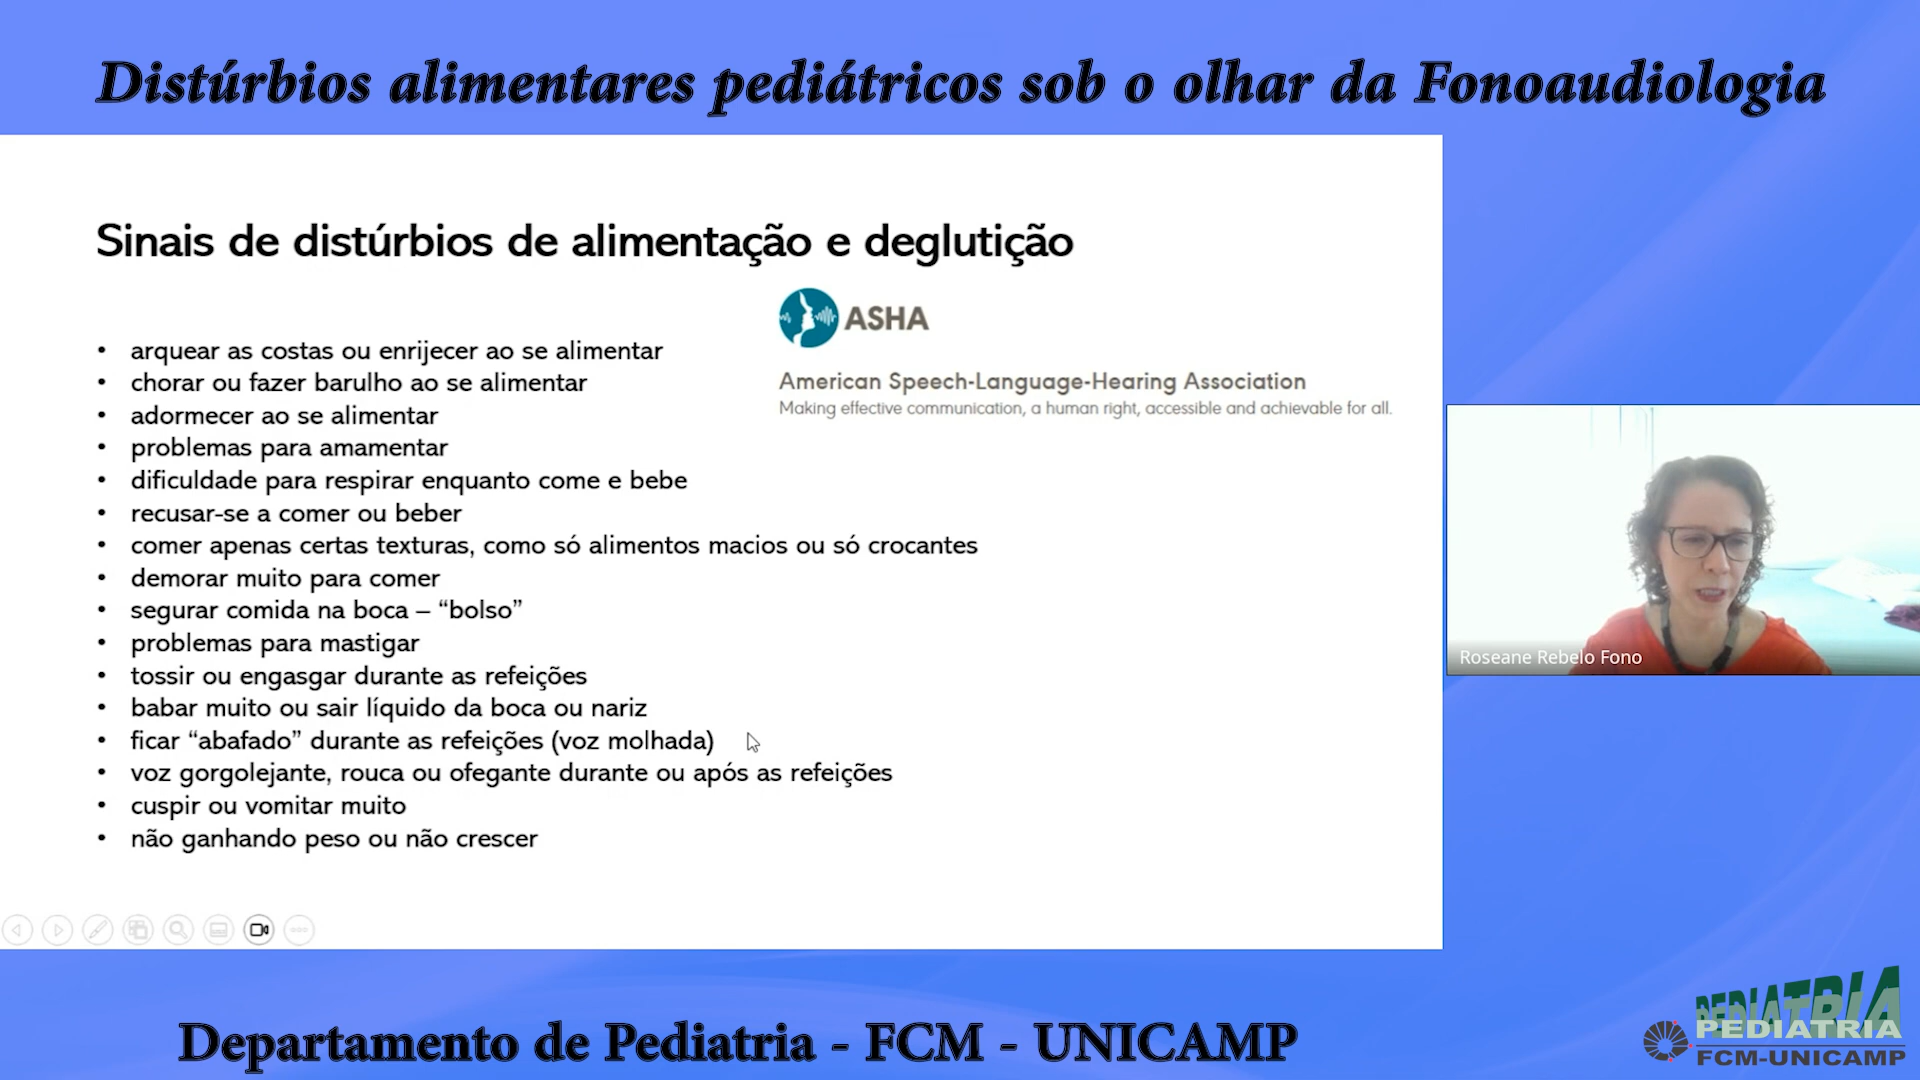 Distúrbios alimentares pediátricos sob o olhar da Fonoaudiologia
Sinais de distúrbios de alimentação e deglutição
ASHA
American Speech-Language-Hearing Association
Making effective communication, a human right, accessible and achievable for all.
• arquear as costas ou enrijecer ao se alimentar
• chorar ou fazer barulho ao se alimentar
• adormecer ao se alimentar
• problemas para amamentar
• dificuldade para respirar enquanto come e bebe
• recusar-se a comer ou beber
• comer apenas certas texturas, como só alimentos macios ou só crocantes
• demorar muito para comer
• segurar comida na boca – “bolso”
• problemas para mastigar
• tossir ou engasgar durante as refeições
• babar muito ou sair líquido da boca ou nariz
• ficar “abafado” durante as refeições (voz molhada)
• voz gorgolejante, rouca ou ofegante durante ou após as refeições
• cuspir ou vomitar muito
• não ganhando peso ou não crescer
Roseane Rebelo Fono
Departamento de Pediatria - FCM - UNICAMP
PEDIATRIA
PEDIATRIA
FCM-UNICAMP